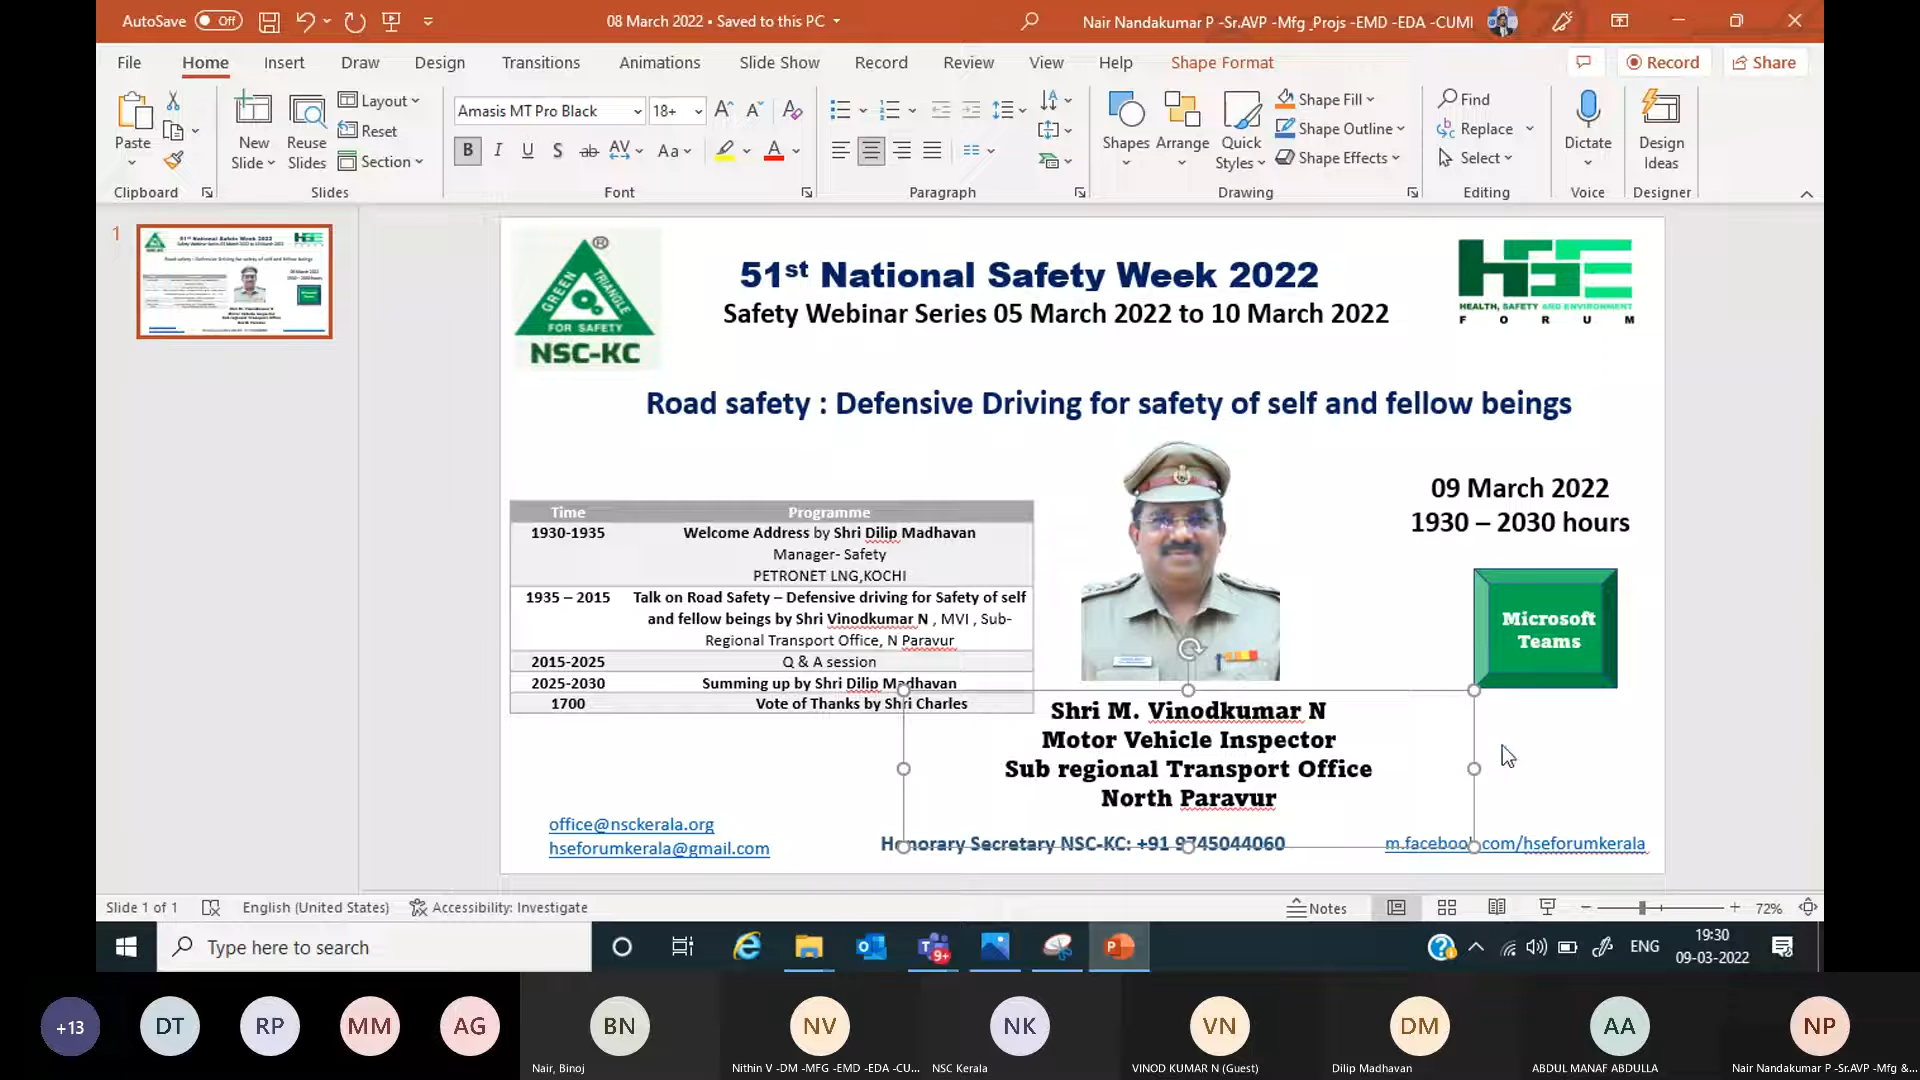 AutoSave Off
08 March 2022 • Saved to this PC
Nair Nandakumar P -Sr.AVP -Mfg _Projs -EMD -EDA -CUMI
File Home Insert Draw Design Transitions Animations Slide Show Record Review View Help Shape Format Record Share
Paste
Clipboard
New Slide
Reuse Slides
Layout
Reset
Section
Slides
Amasis MT Pro Black 18+
B I U S ab AV Aa A
Font
Paragraph
Shapes
Arrange
Quick Styles
Shape Fill
Shape Outline
Shape Effects
Drawing
Find
Replace
Select
Editing
Dictate
Voice
Design Ideas
Designer
1
GREEN TRIANGLE
FOR SAFETY
NSC-KC
®
51st National Safety Week 2022
Safety Webinar Series 05 March 2022 to 10 March 2022
HSE
HEALTH, SAFETY AND ENVIRONMENT
FORUM
Road safety : Defensive Driving for safety of self and fellow beings
09 March 2022
1930 – 2030 hours
Time Programme
1930-1935 Welcome Address by Shri Dilip Madhavan
Manager- Safety
PETRONET LNG,KOCHI
1935 – 2015 Talk on Road Safety – Defensive driving for Safety of self
and fellow beings by Shri Vinodkumar N , MVI , Sub-
Regional Transport Office, N Paravur
2015-2025 Q & A session
2025-2030 Summing up by Shri Dilip Madhavan
1700 Vote of Thanks by Shri Charles
Microsoft
Teams
Shri M. Vinodkumar N
Motor Vehicle Inspector
Sub regional Transport Office
North Paravur
office@nsckerala.org
hseforumkerala@gmail.com
Honorary Secretary NSC-KC: +91 9745044060
m.facebook.com/hseforumkerala
Slide 1 of 1 English (United States) Accessibility: Investigate Notes 72%
Type here to search
9+
ENG
19:30
09-03-2022
+13 DT RP MM AG BN NV NK VN DM AA NP
Nair, Binoj
Nithin V -DM -MFG -EMD -EDA -CU...
NSC Kerala
VINOD KUMAR N (Guest)
Dilip Madhavan
ABDUL MANAF ABDULLA
Nair Nandakumar P -Sr.AVP -Mfg &...